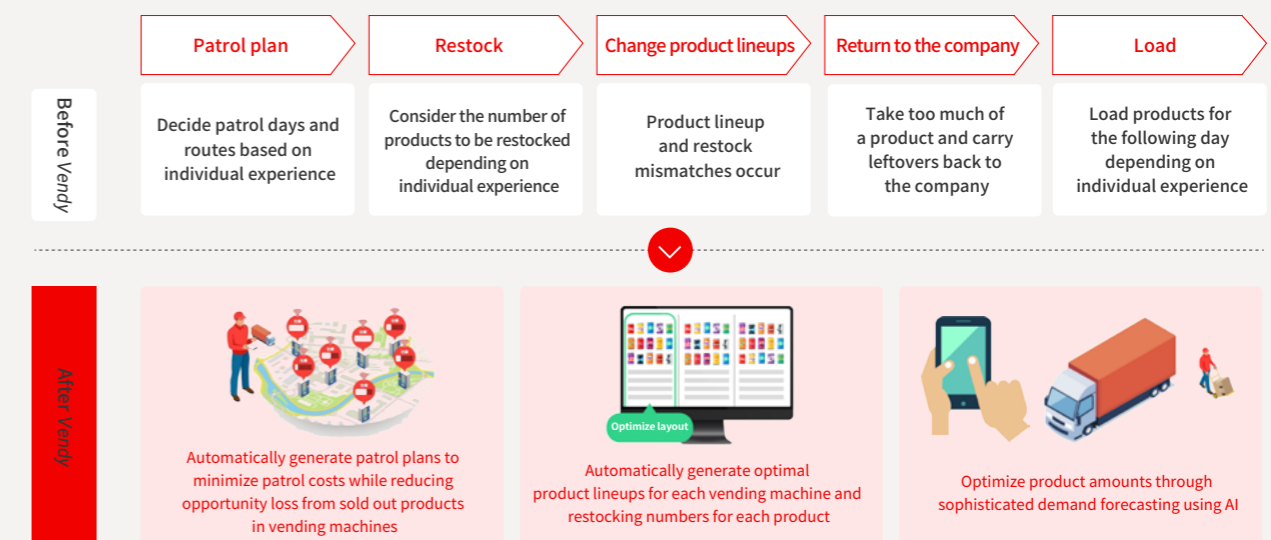 Patrol plan
Restock
Change product lineups
Return to the company
Load
Before Vendy
Decide patrol days and
routes based on
individual experience
Consider the number of
products to be restocked
depending on
individual experience
Product lineup
and restock
mismatches occur
Take too much of
a product and carry
leftovers back to
the company
Load products for
the following day
depending on
individual experience
After Vendy
Automatically generate patrol plans to
minimize patrol costs while reducing
opportunity loss from sold out products
in vending machines
Optimize layout
Automatically generate optimal
product lineups for each vending machine and
restocking numbers for each product
Optimize product amounts through
sophisticated demand forecasting using AI